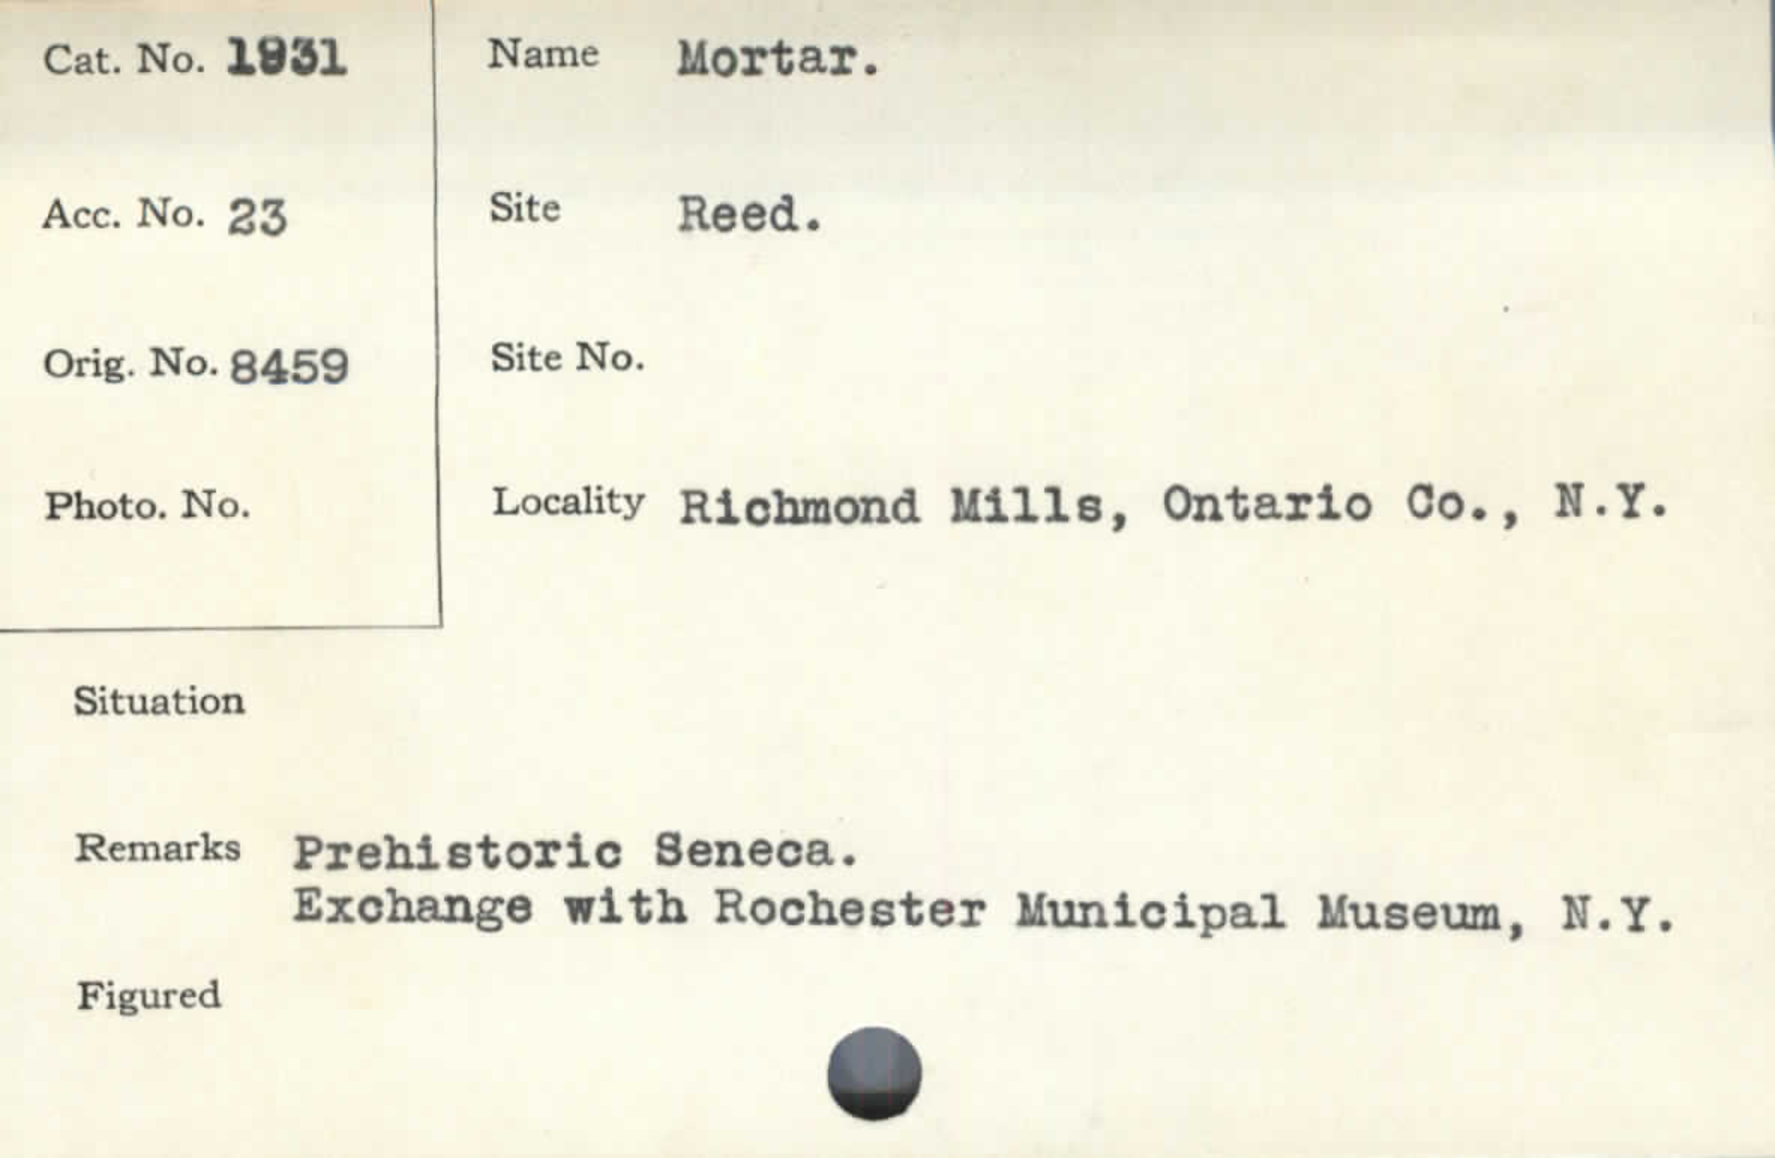 Cat. No. 1931
Name Mortar.
Acc. No. 23
Site Reed.
Orig. No. 8459
Site No.
Photo. No.
Locality Richmond Mills, Ontario Co., N.Y.
Situation
Remarks Prehistoric Seneca.
Exchange with Rochester Municipal Museum, N.Y.
Figured